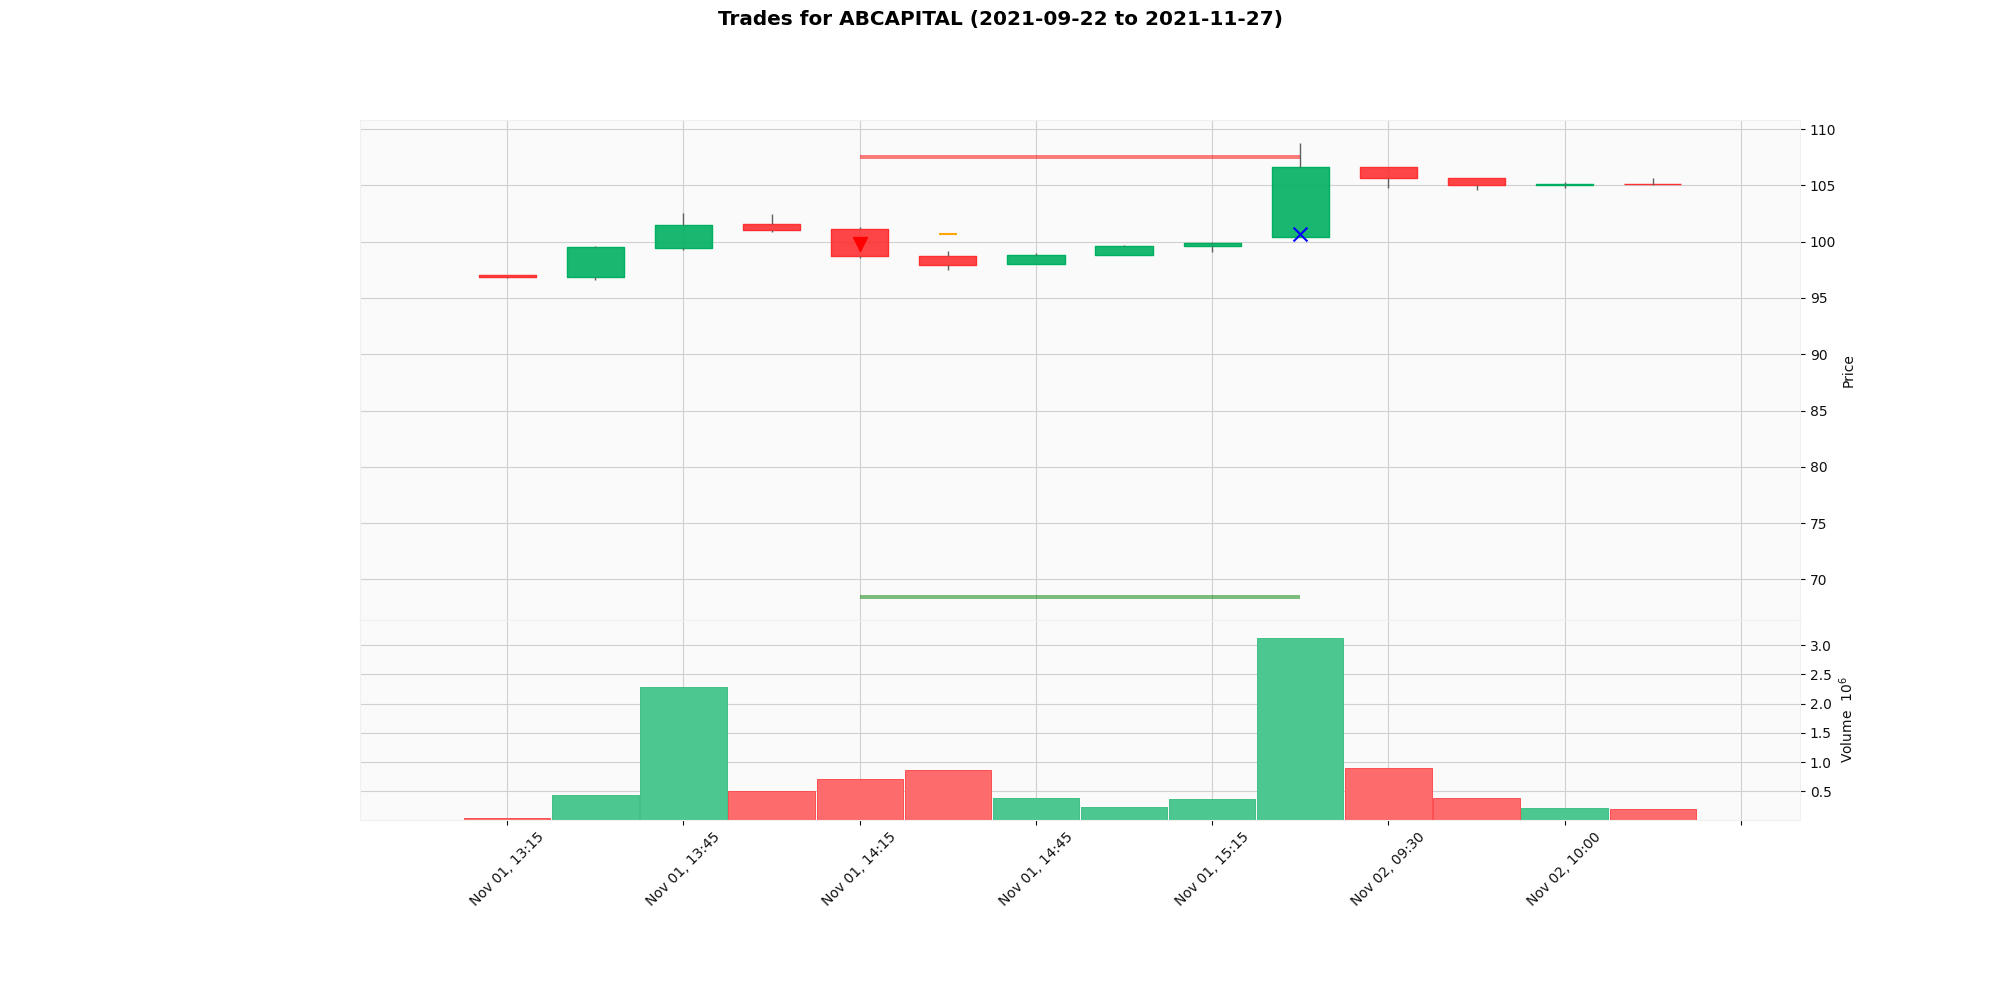 Trades for ABCAPITAL (2021-09-22 to 2021-11-27)
110
105
100
95
90
85
80
75
70
Price
3.0
2.5
2.0
1.5
1.0
0.5
Volume 10⁶
Nov 01, 13:15
Nov 01, 13:45
Nov 01, 14:15
Nov 01, 14:45
Nov 01, 15:15
Nov 02, 09:30
Nov 02, 10:00